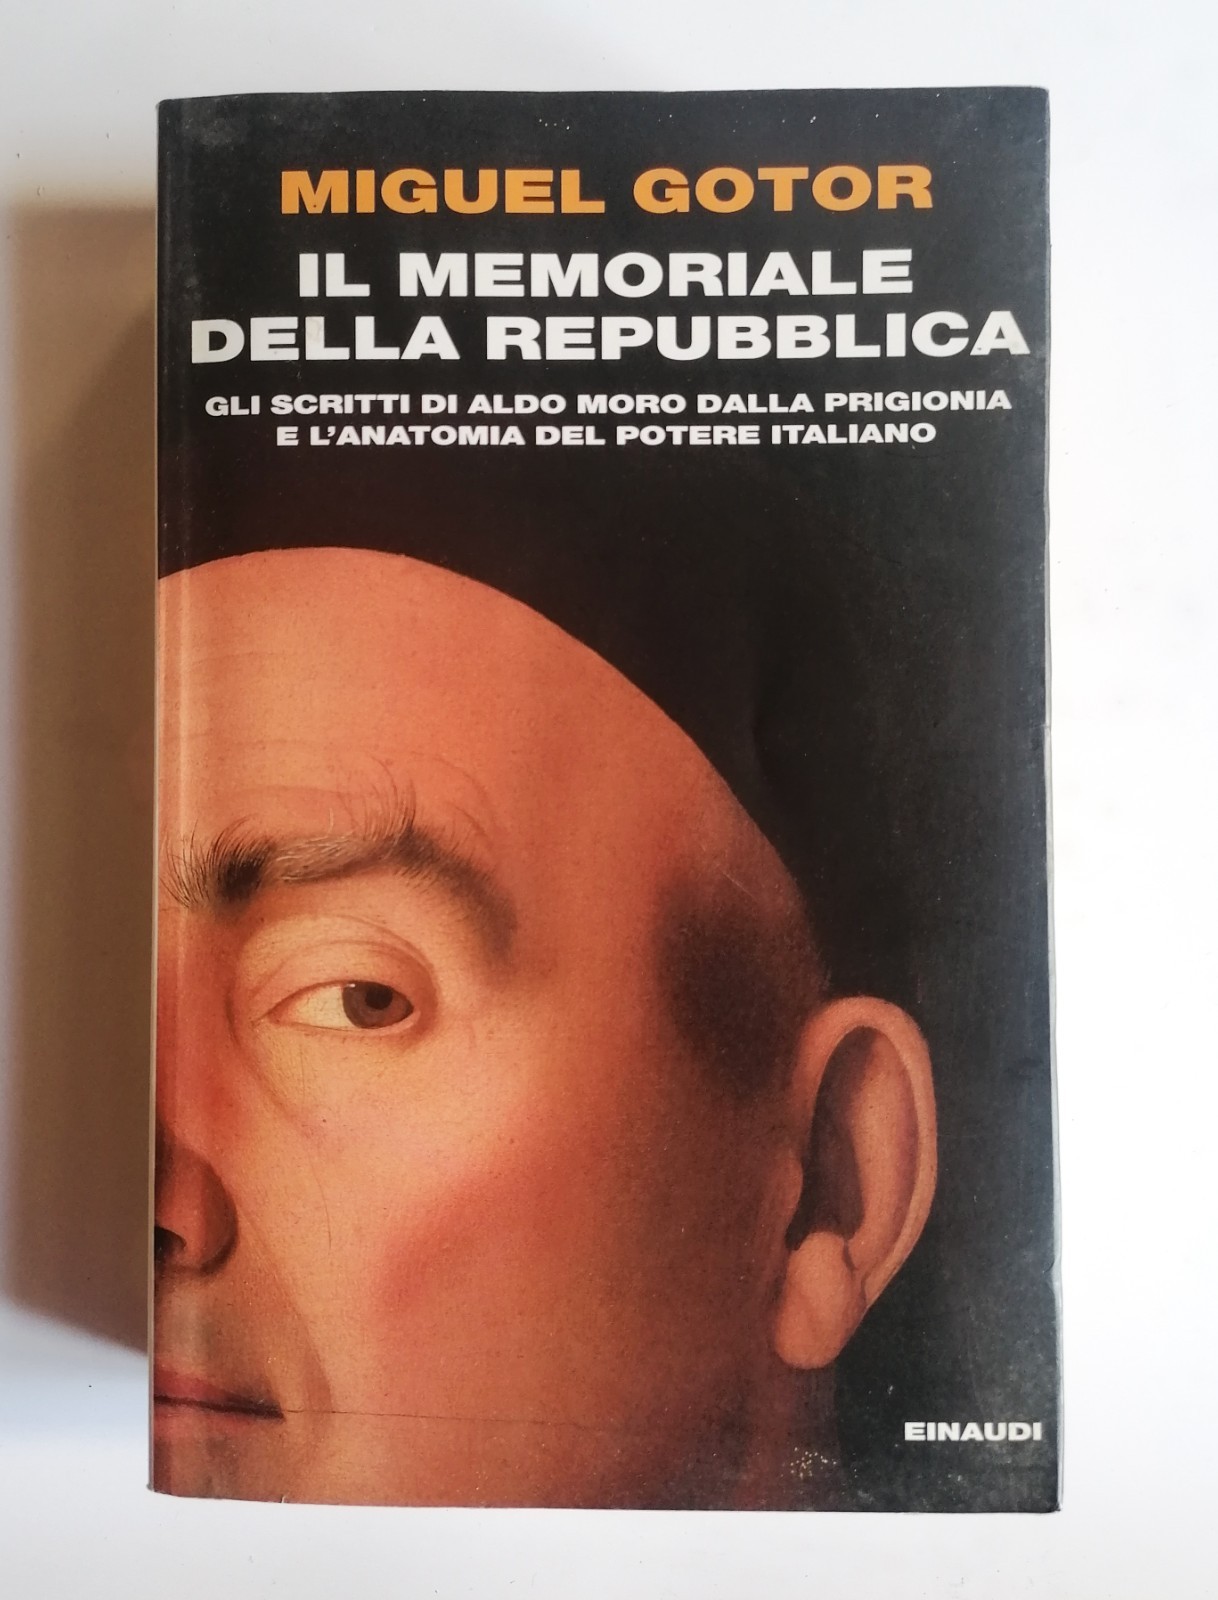 MIGUEL GOTOR
IL MEMORIALE
DELLA REPUBBLICA
GLI SCRITTI DI ALDO MORO DALLA PRIGIONIA
E L'ANATOMIA DEL POTERE ITALIANO
EINAUDI